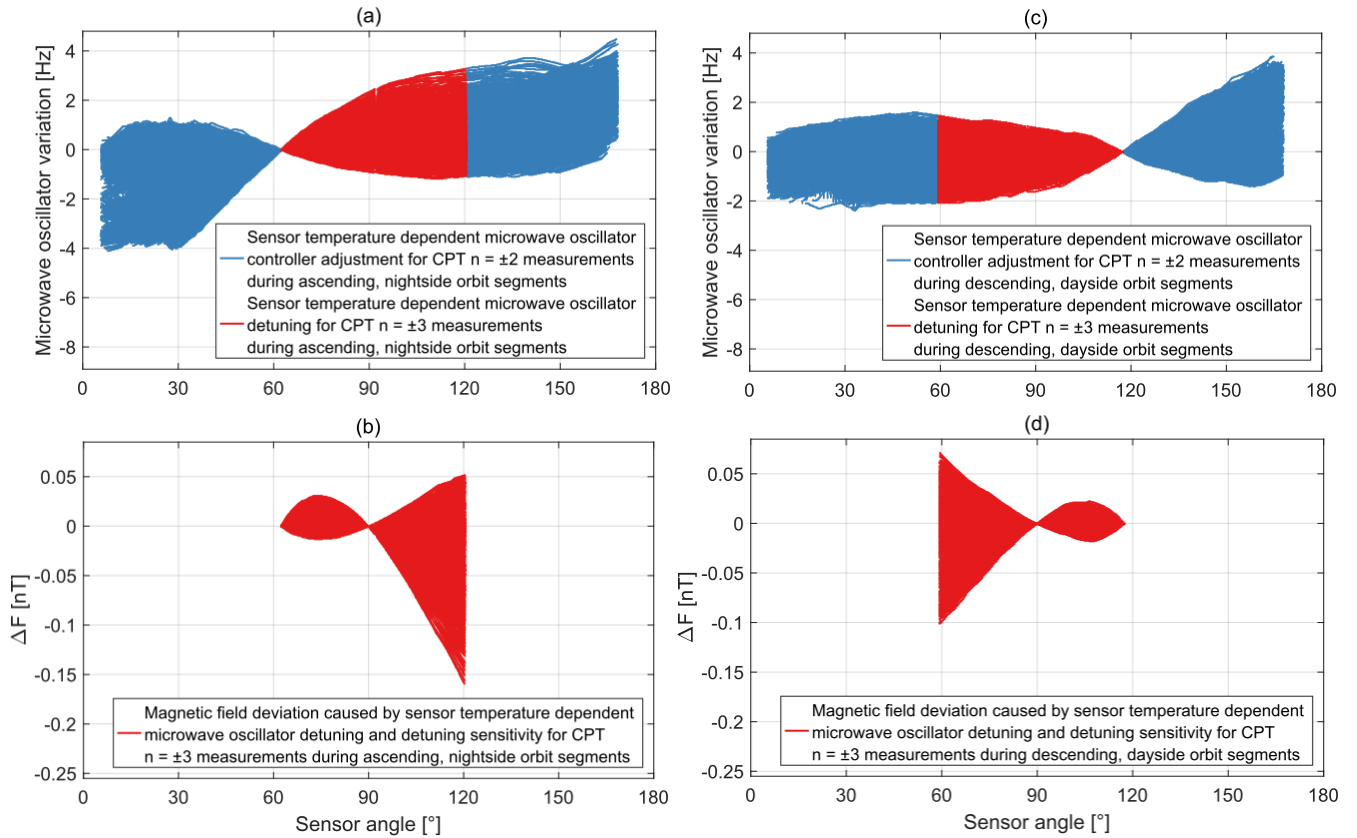 (a)
Microwave oscillator variation [Hz]
4
2
0
-2
-4
-6
-8
Sensor temperature dependent microwave oscillator
controller adjustment for CPT n = ±2 measurements
during ascending, nightside orbit segments
Sensor temperature dependent microwave oscillator
detuning for CPT n = ±3 measurements
during ascending, nightside orbit segments
0 30 60 90 120 150 180
(c)
Microwave oscillator variation [Hz]
4
2
0
-2
-4
-6
-8
Sensor temperature dependent microwave oscillator
controller adjustment for CPT n = ±2 measurements
during descending, dayside orbit segments
Sensor temperature dependent microwave oscillator
detuning for CPT n = ±3 measurements
during descending, dayside orbit segments
0 30 60 90 120 150 180
(b)
ΔF [nT]
0.05
0
-0.05
-0.1
-0.15
-0.2
-0.25
Magnetic field deviation caused by sensor temperature dependent
microwave oscillator detuning and detuning sensitivity for CPT
n = ±3 measurements during ascending, nightside orbit segments
0 30 60 90 120 150 180
Sensor angle [°]
(d)
ΔF [nT]
0.05
0
-0.05
-0.1
-0.15
-0.2
-0.25
Magnetic field deviation caused by sensor temperature dependent
microwave oscillator detuning and detuning sensitivity for CPT
n = ±3 measurements during descending, dayside orbit segments
0 30 60 90 120 150 180
Sensor angle [°]